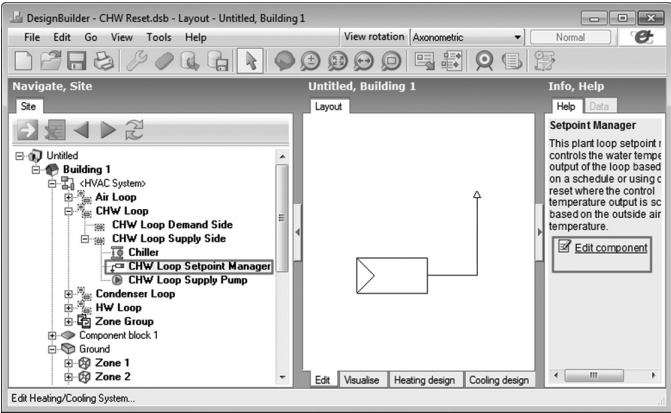 DesignBuilder - CHW Reset.dsb - Layout - Untitled, Building 1
File Edit Go View Tools Help
View rotation Axonometric
Normal
Navigate, Site
Site
Untitled
Building 1
<HVAC System>
Air Loop
CHW Loop
CHW Loop Demand Side
CHW Loop Supply Side
Chiller
CHW Loop Setpoint Manager
CHW Loop Supply Pump
Condenser Loop
HW Loop
Zone Group
Component block 1
Ground
Zone 1
Zone 2
Untitled, Building 1
Layout
Edit Visualise Heating design Cooling design
Info, Help
Help Data
Setpoint Manager
This plant loop setpoint
controls the water tempe
output of the loop based
on a schedule or using
reset where the control
temperature output is sc
based on the outside air
temperature.
Edit component
Edit Heating/Cooling System...